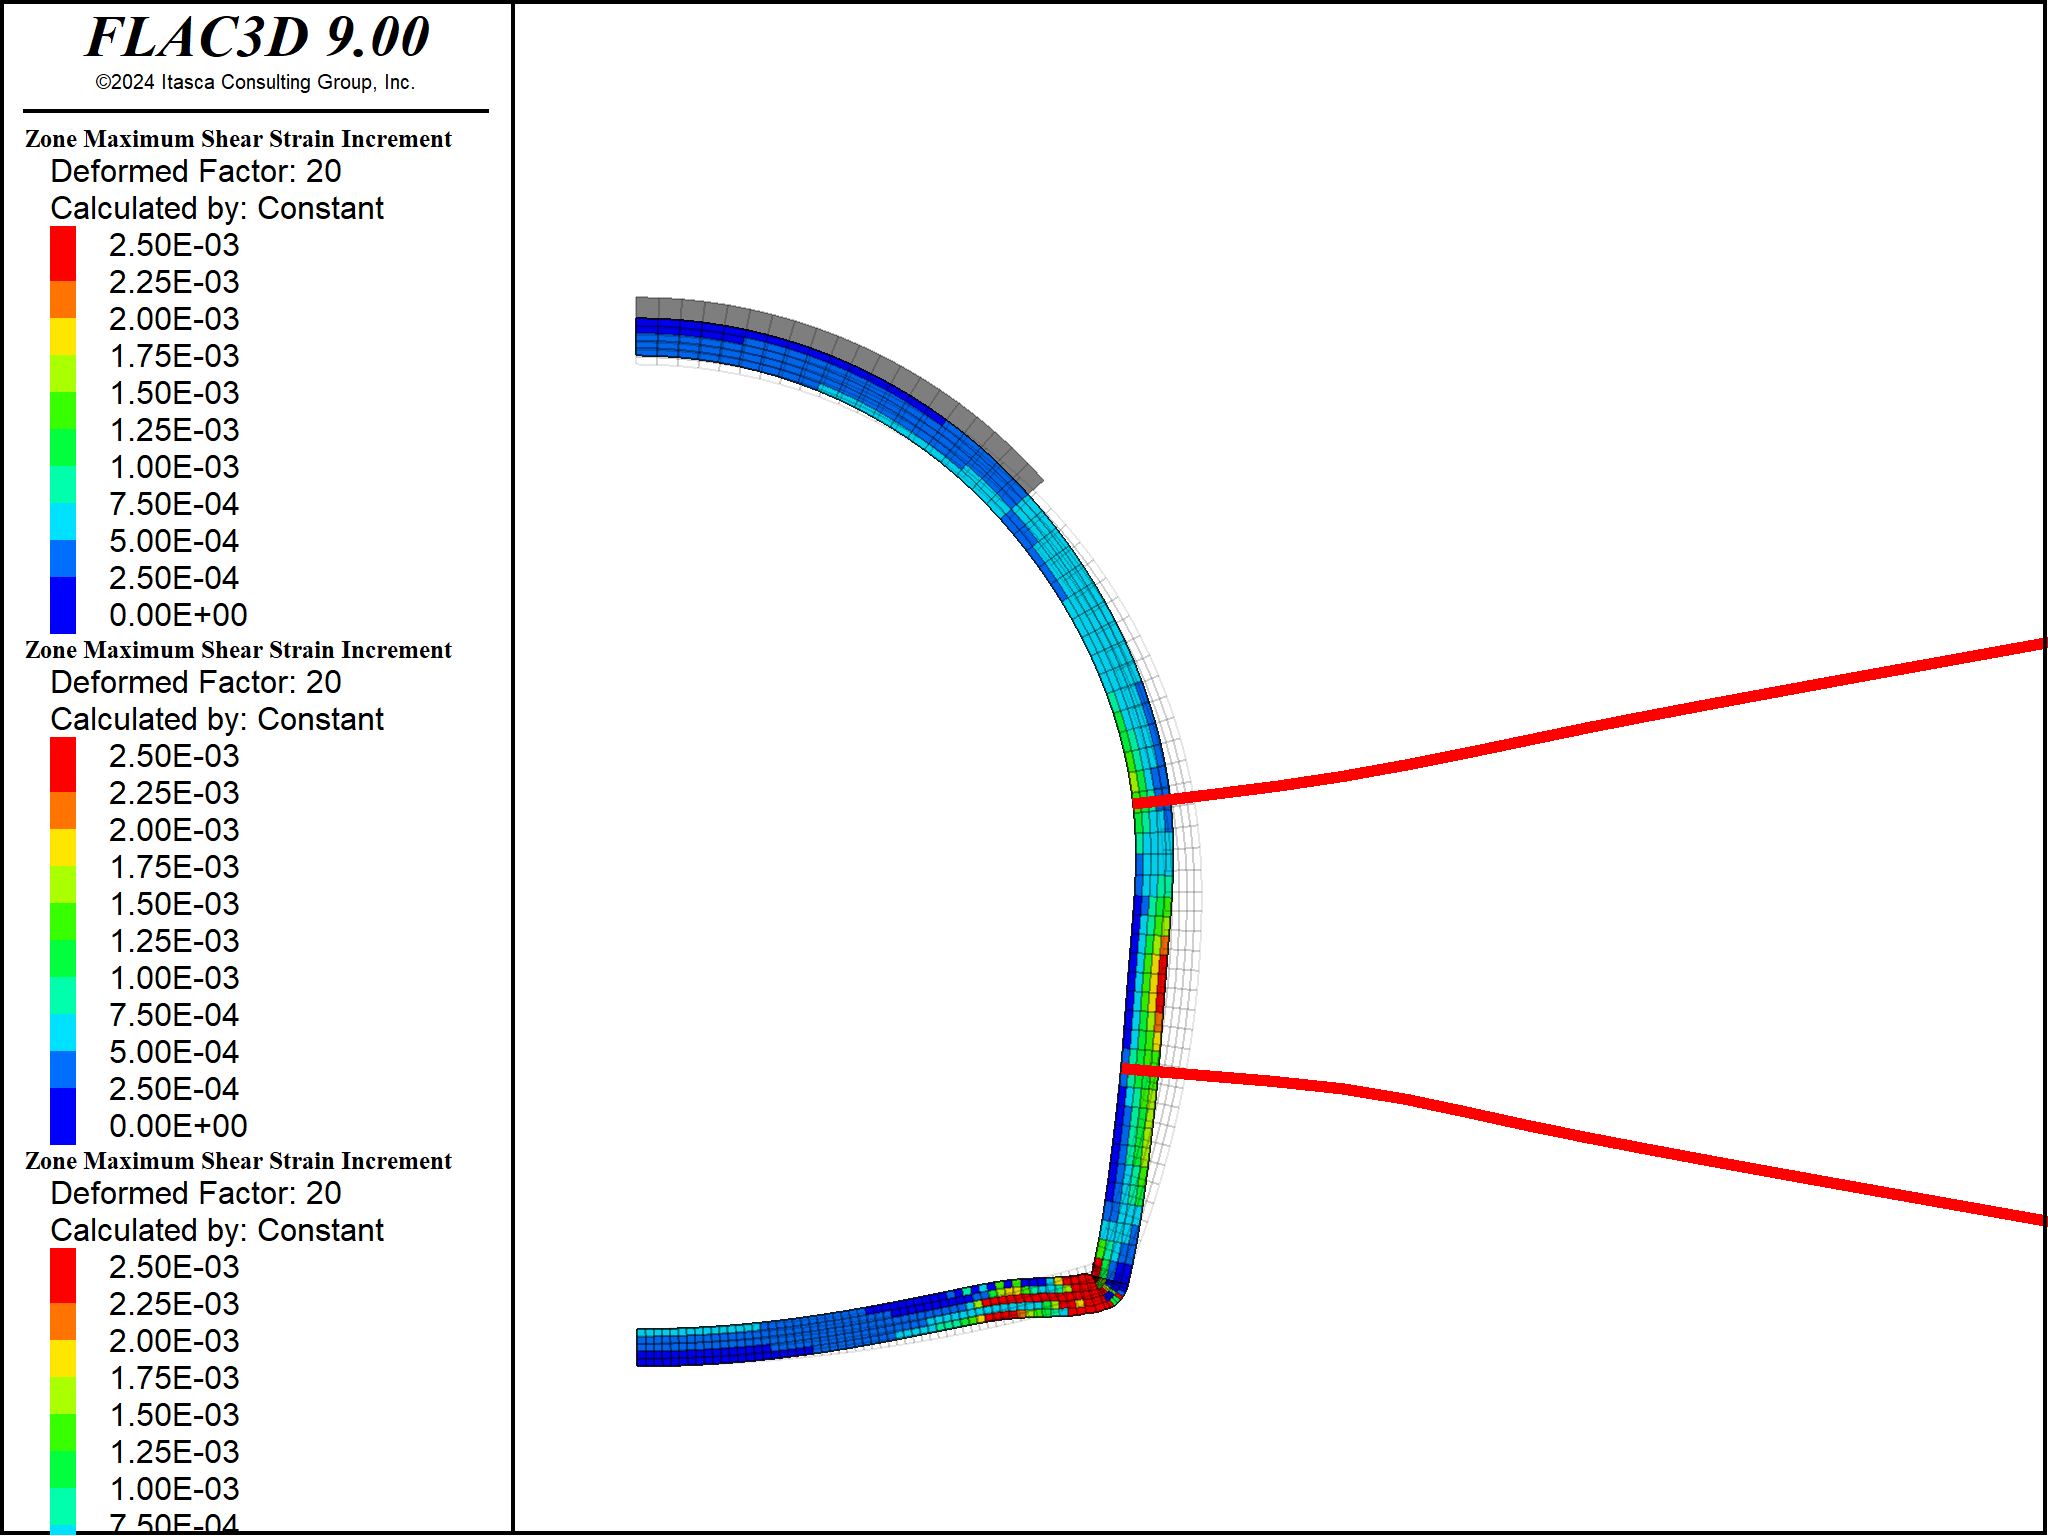 FLAC3D 9.00
©2024 Itasca Consulting Group, Inc.
Zone Maximum Shear Strain Increment
Deformed Factor: 20
Calculated by: Constant
2.50E-03
2.25E-03
2.00E-03
1.75E-03
1.50E-03
1.25E-03
1.00E-03
7.50E-04
5.00E-04
2.50E-04
0.00E+00
Zone Maximum Shear Strain Increment
Deformed Factor: 20
Calculated by: Constant
2.50E-03
2.25E-03
2.00E-03
1.75E-03
1.50E-03
1.25E-03
1.00E-03
7.50E-04
5.00E-04
2.50E-04
0.00E+00
Zone Maximum Shear Strain Increment
Deformed Factor: 20
Calculated by: Constant
2.50E-03
2.25E-03
2.00E-03
1.75E-03
1.50E-03
1.25E-03
1.00E-03
7.50E-04